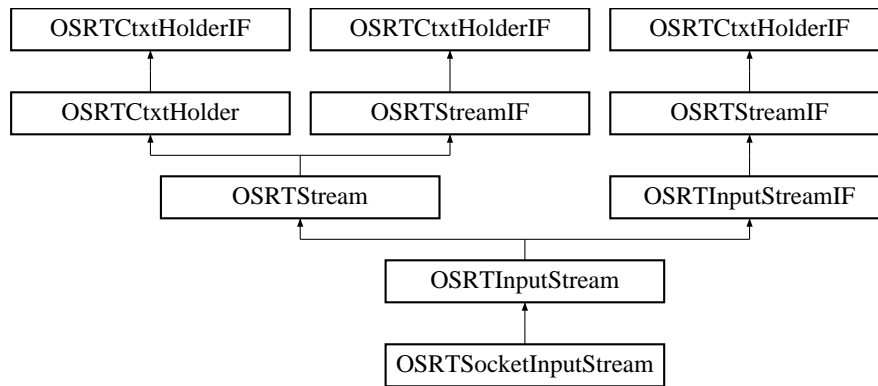 OSRTCtxtHolderIF
OSRTCtxtHolderIF
OSRTCtxtHolderIF
OSRTCtxtHolder
OSRTStreamIF
OSRTStreamIF
OSRTStream
OSRTInputStreamIF
OSRTInputStream
OSRTSocketInputStream